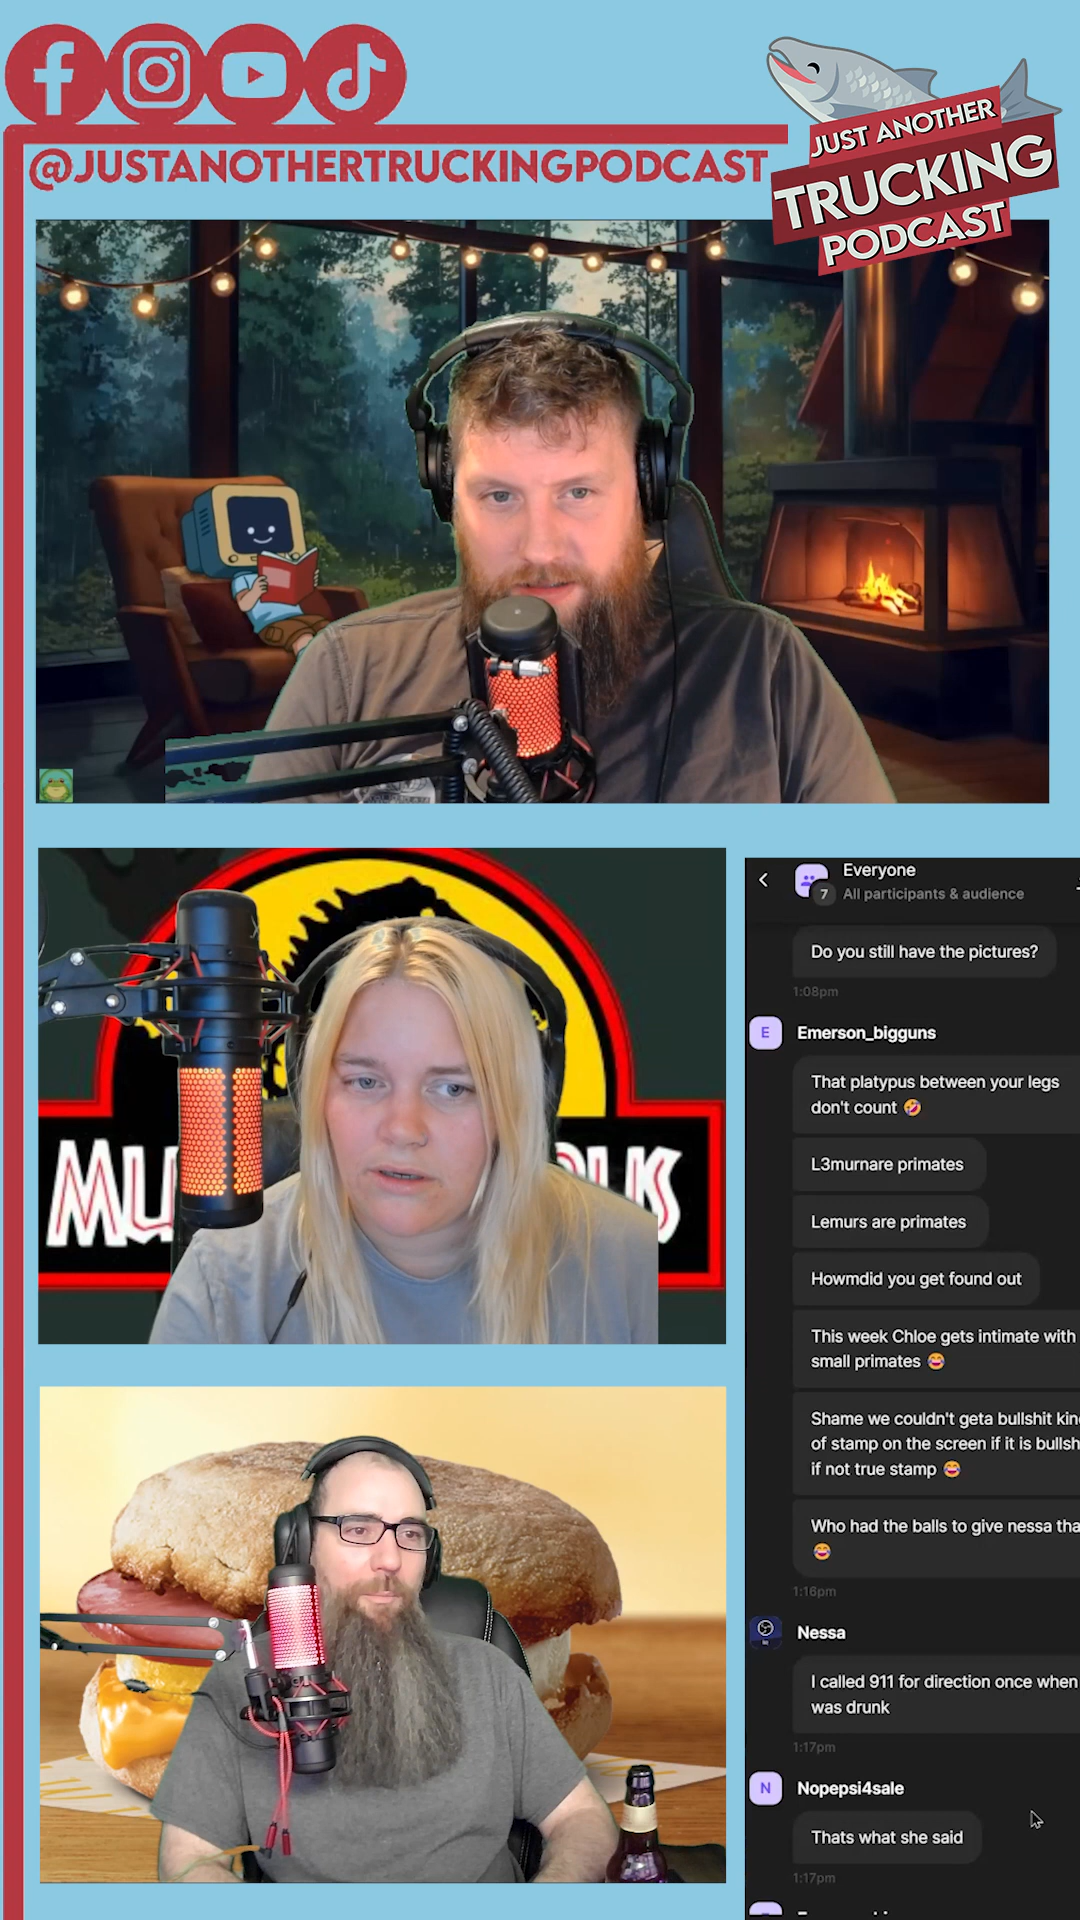 @JUSTANOTHERTRUCKINGPODCAST
JUST ANOTHER
TRUCKING
PODCAST
Everyone
7
All participants & audience
Do you still have the pictures?
1:08pm
E
Emerson_bigguns
That platypus between your legs
don't count 🤣
L3murnare primates
Lemurs are primates
Howmdid you get found out
This week Chloe gets intimate with
small primates 😂
Shame we couldn't geta bullshit
of stamp on the screen if it is
if not true stamp 😂
Who had the balls to give nessa
😂
1:16pm
Nessa
I called 911 for direction once when
was drunk
1:17pm
N
Nopepsi4sale
Thats what she said
1:17pm